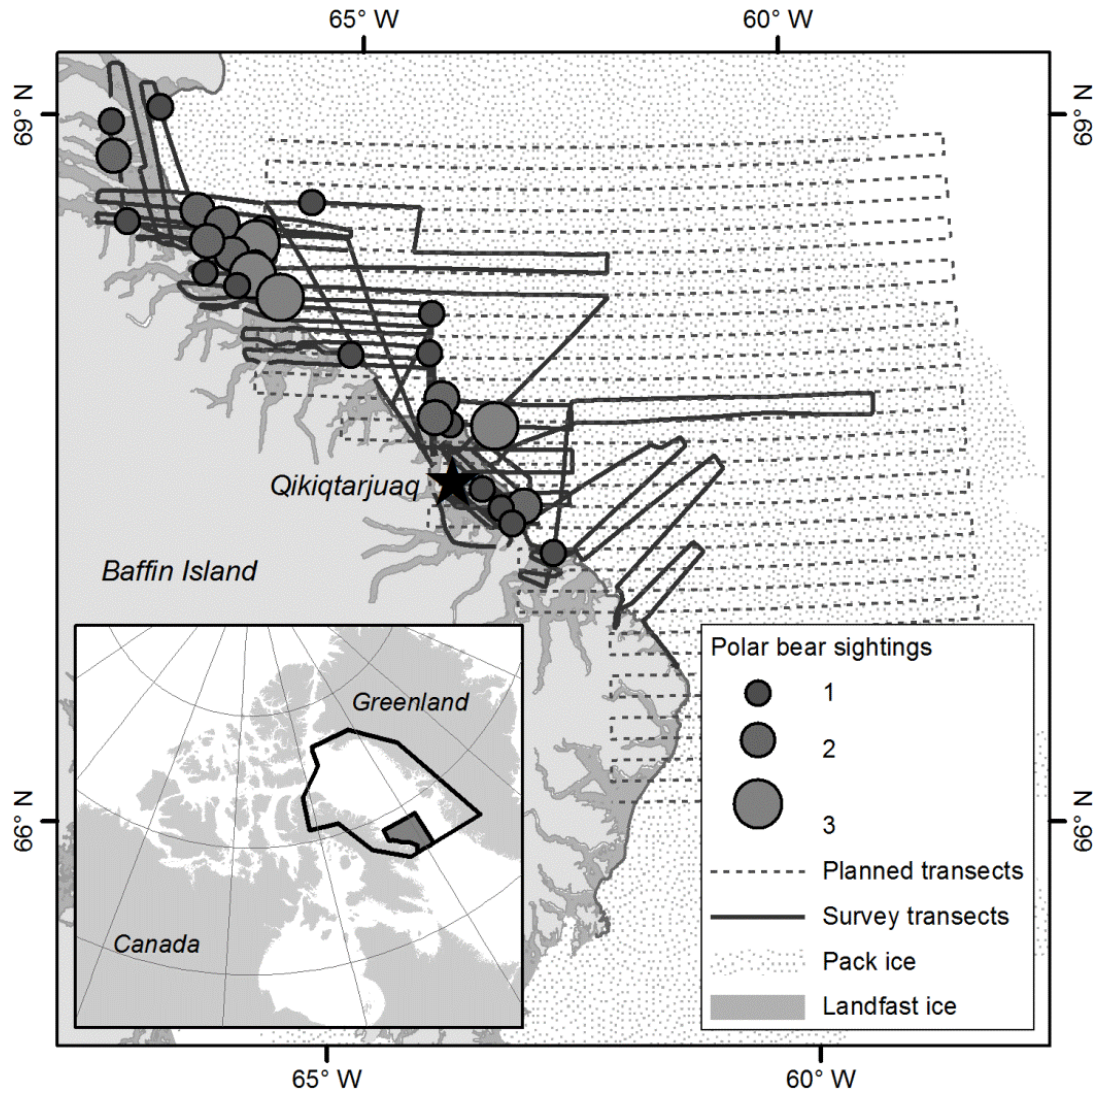 65° W
60° W
69° N
69° N
Qikiqtarjuaq
Baffin Island
Greenland
Canada
Polar bear sightings
1
2
3
Planned transects
Survey transects
Pack ice
Landfast ice
66° N
66° N
65° W
60° W